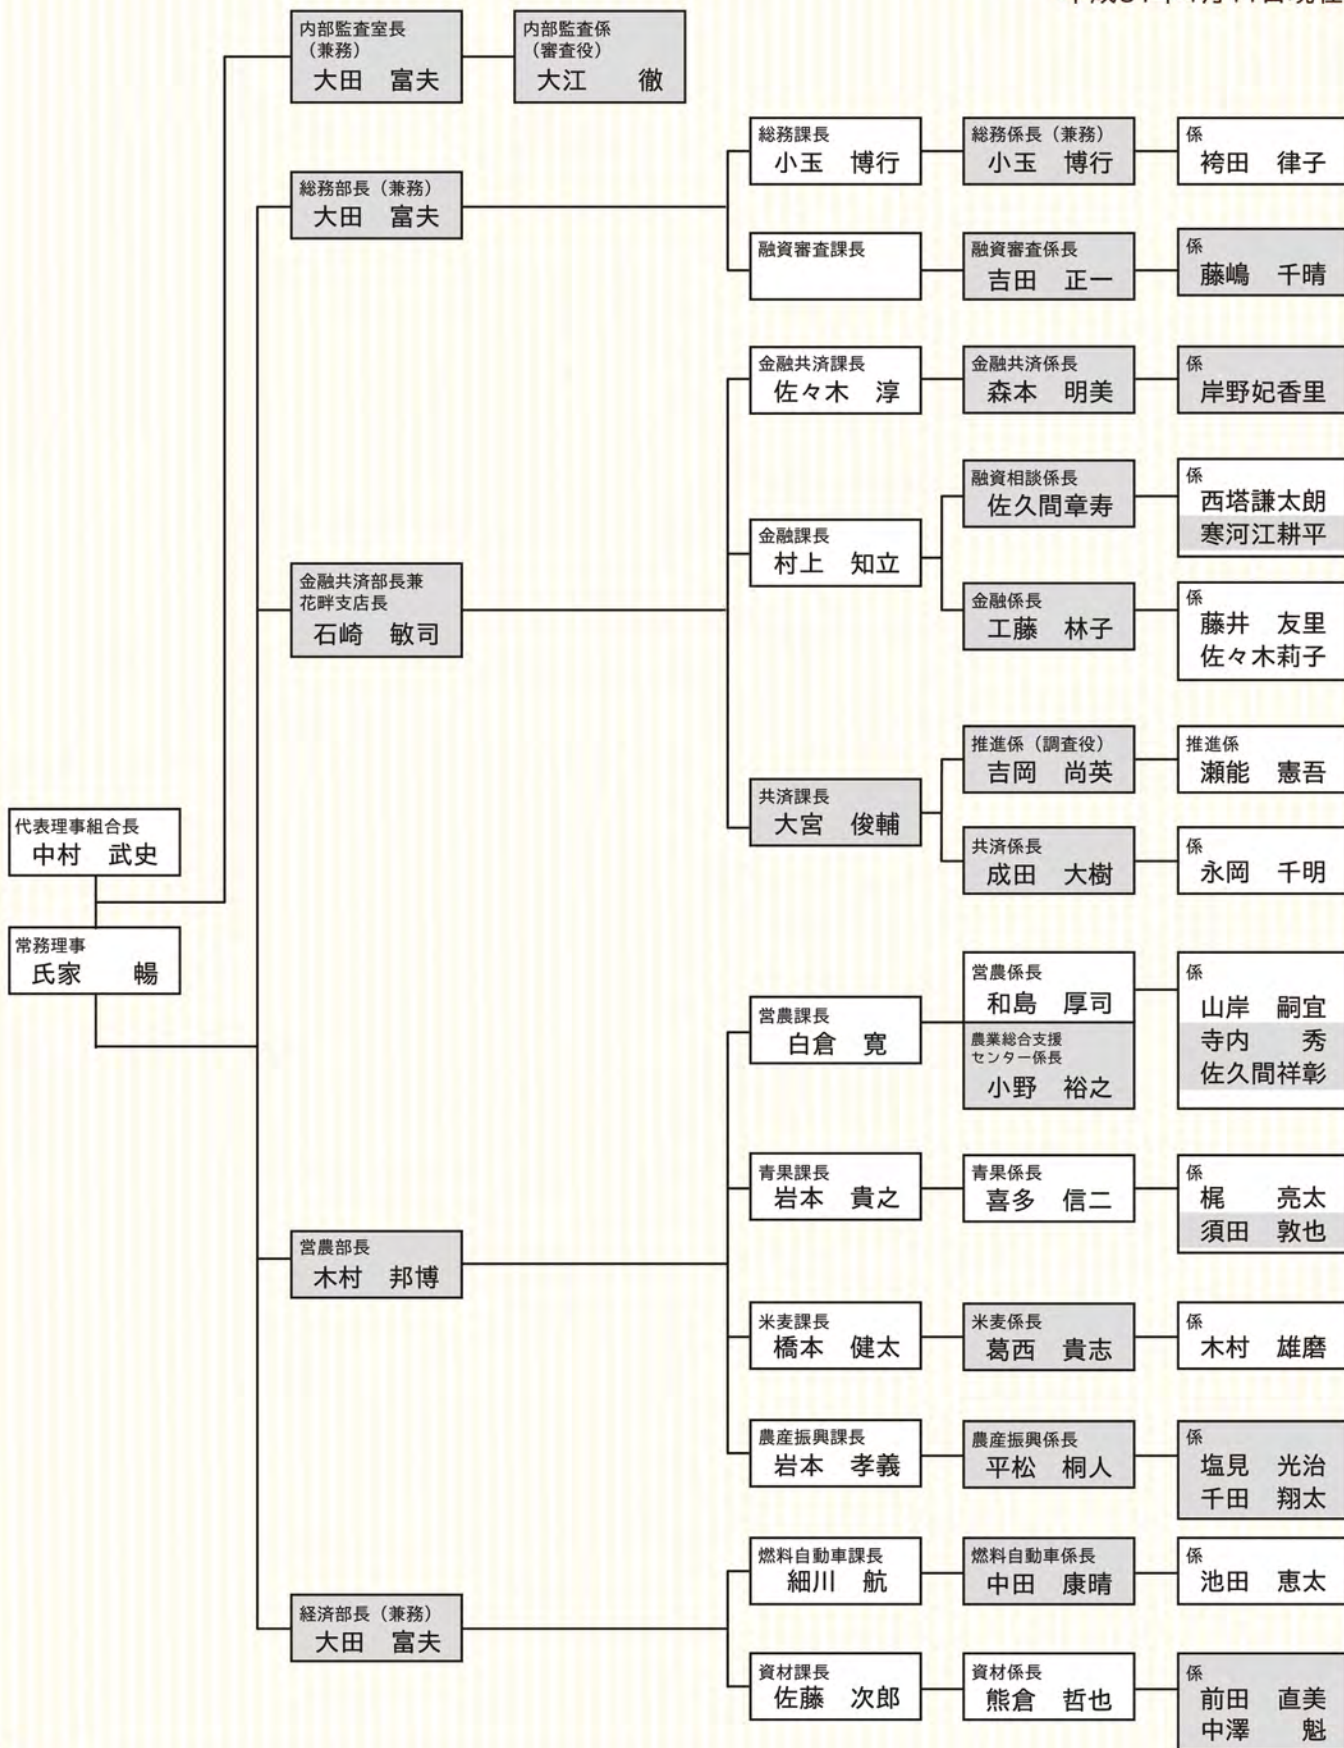 内部監査室長
（兼務）
大田　富夫
内部監査係
（審査役）
大江　徹
総務部長（兼務）
大田　富夫
総務課長
小玉　博行
総務係長（兼務）
小玉　博行
係
袴田　律子
融資審査課長
融資審査係長
吉田　正一
係
藤嶋　千晴
金融共済部長兼
花畔支店長
石崎　敏司
金融共済課長
佐々木　淳
金融共済係長
森本　明美
係
岸野妃香里
金融課長
村上　知立
融資相談係長
佐久間章寿
係
西塔謙太朗
寒河江耕平
金融係長
工藤　林子
係
藤井　友里
佐々木莉子
共済課長
大宮　俊輔
推進係（調査役）
吉岡　尚英
推進係
瀬能　憲吾
共済係長
成田　大樹
係
永岡　千明
代表理事組合長
中村　武史
常務理事
氏家　暢
営農部長
木村　邦博
営農課長
白倉　寛
営農係長
和島　厚司
農業総合支援
センター係長
小野　裕之
係
山岸　嗣宜
寺内　秀
佐久間祥彰
青果課長
岩本　貴之
青果係長
喜多　信二
係
梶　亮太
須田　敦也
米麦課長
橋本　健太
米麦係長
葛西　貴志
係
木村　雄磨
農産振興課長
岩本　孝義
農産振興係長
平松　桐人
係
塩見　光治
千田　翔太
経済部長（兼務）
大田　富夫
燃料自動車課長
細川　航
燃料自動車係長
中田　康晴
係
池田　恵太
資材課長
佐藤　次郎
資材係長
熊倉　哲也
係
前田　直美
中澤　魁